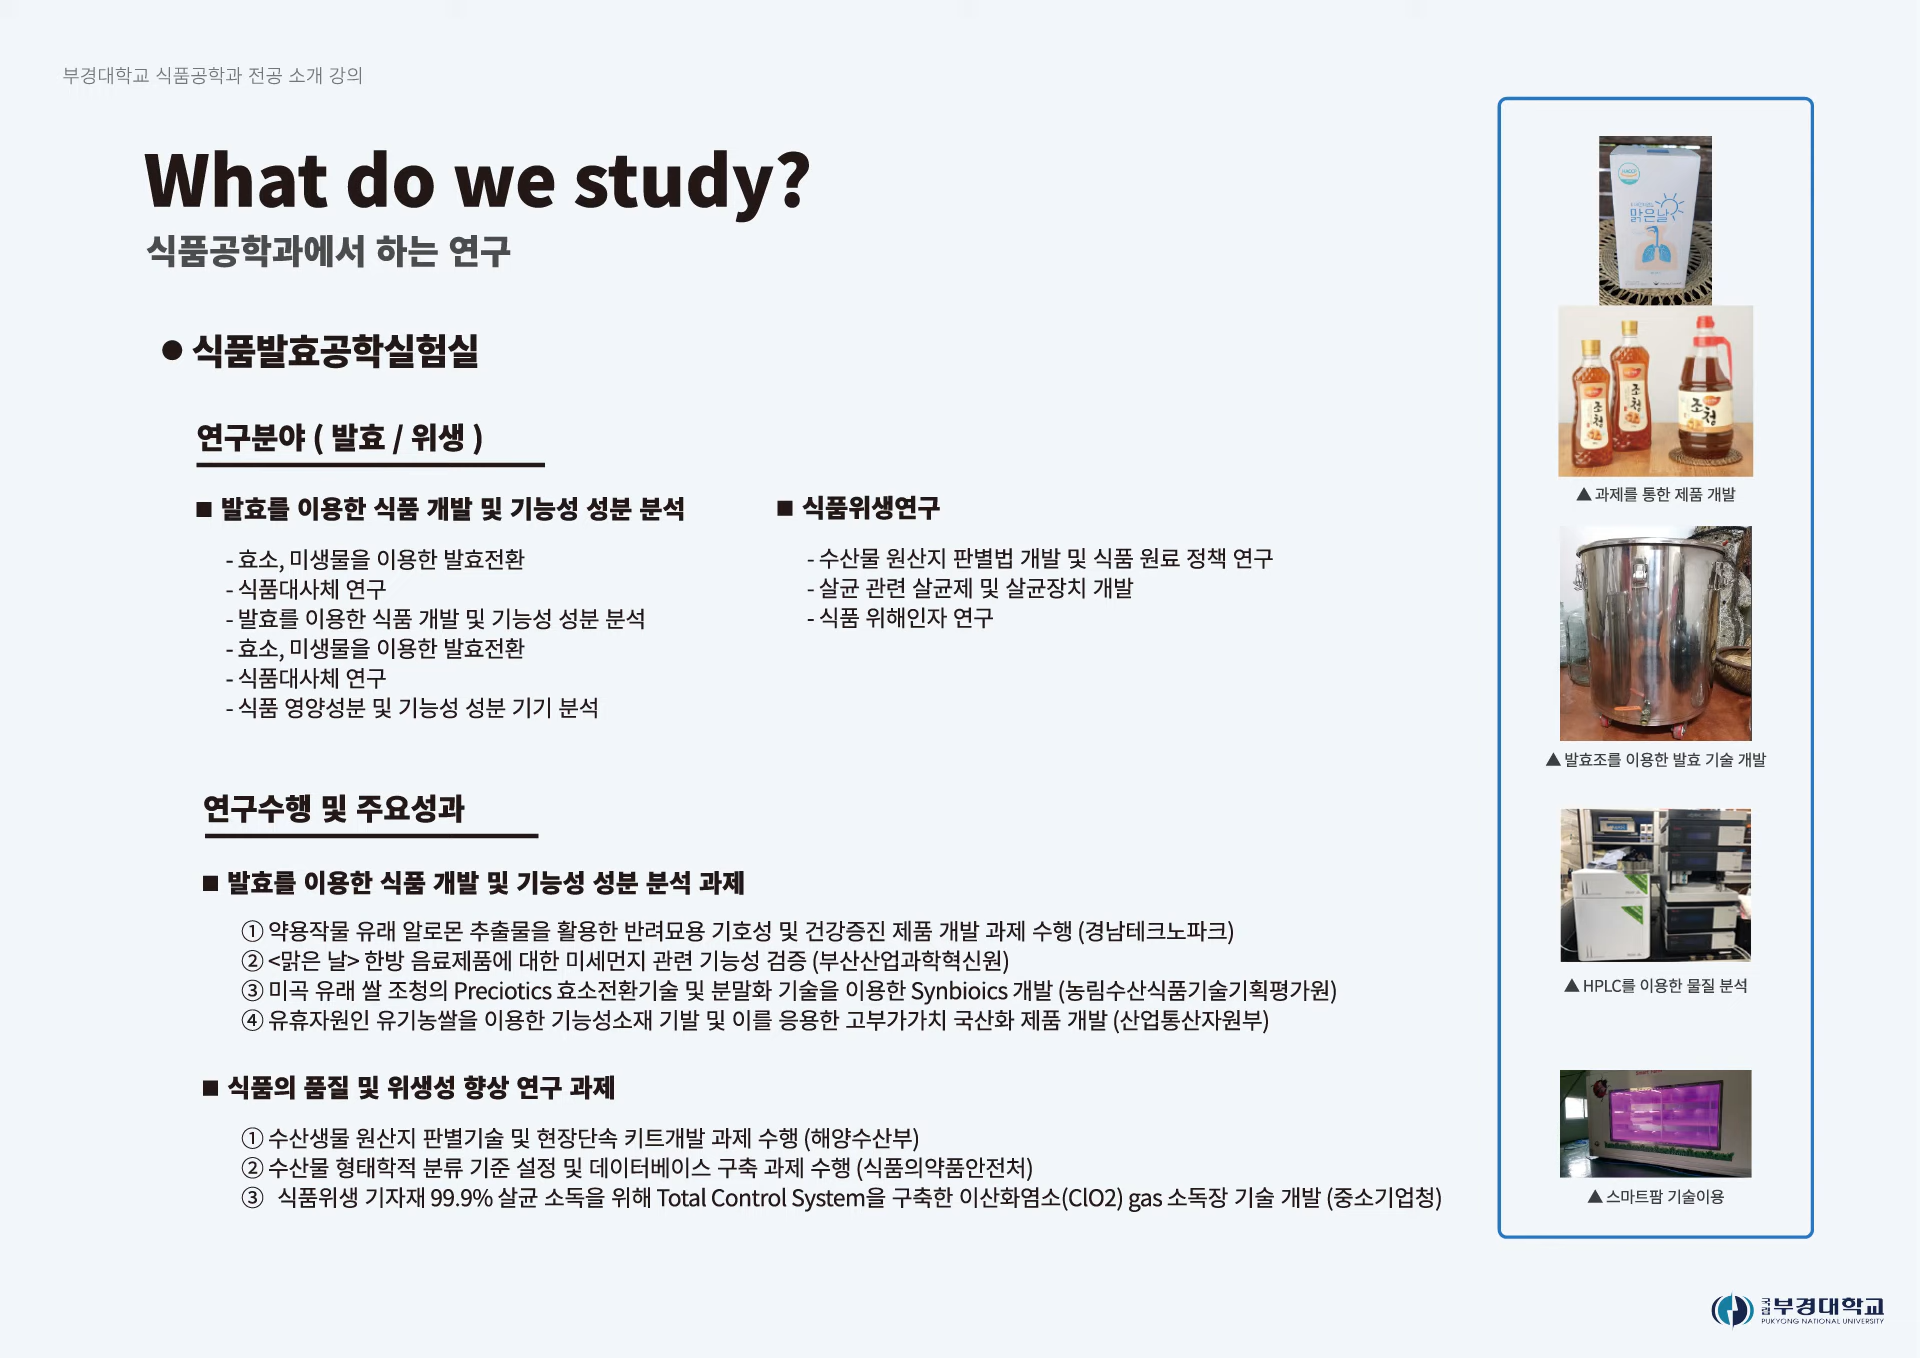 부경대학교 식품공학과 전공 소개 강의
What do we study?
식품공학과에서 하는 연구
● 식품발효공학실험실
연구분야 ( 발효 / 위생 )
■ 발효를 이용한 식품 개발 및 기능성 성분 분석
- 효소, 미생물을 이용한 발효전환
- 식품대사체 연구
- 발효를 이용한 식품 개발 및 기능성 성분 분석
- 효소, 미생물을 이용한 발효전환
- 식품대사체 연구
- 식품 영양성분 및 기능성 성분 기기 분석
■ 식품위생연구
- 수산물 원산지 판별법 개발 및 식품 원료 정책 연구
- 살균 관련 살균제 및 살균장치 개발
- 식품 위해인자 연구
연구수행 및 주요성과
■ 발효를 이용한 식품 개발 및 기능성 성분 분석 과제
① 약용작물 유래 알로몬 추출물을 활용한 반려묘용 기호성 및 건강증진 제품 개발 과제 수행 (경남테크노파크)
② <맑은 날> 한방 음료제품에 대한 미세먼지 관련 기능성 검증 (부산산업과학혁신원)
③ 미곡 유래 쌀 조청의 Preciotics 효소전환기술 및 분말화 기술을 이용한 Synbioics 개발 (농림수산식품기술기획평가원)
④ 유휴자원인 유기농쌀을 이용한 기능성소재 기발 및 이를 응용한 고부가가치 국산화 제품 개발 (산업통산자원부)
■ 식품의 품질 및 위생성 향상 연구 과제
① 수산생물 원산지 판별기술 및 현장단속 키트개발 과제 수행 (해양수산부)
② 수산물 형태학적 분류 기준 설정 및 데이터베이스 구축 과제 수행 (식품의약품안전처)
③ 식품위생 기자재 99.9% 살균 소독을 위해 Total Control System을 구축한 이산화염소(ClO2) gas 소독장 기술 개발 (중소기업청)
맑은날
조청
조청
조청
▲ 과제를 통한 제품 개발
▲ 발효조를 이용한 발효 기술 개발
▲ HPLC를 이용한 물질 분석
▲ 스마트팜 기술이용
국립 부경대학교
PUKYONG NATIONAL UNIVERSITY